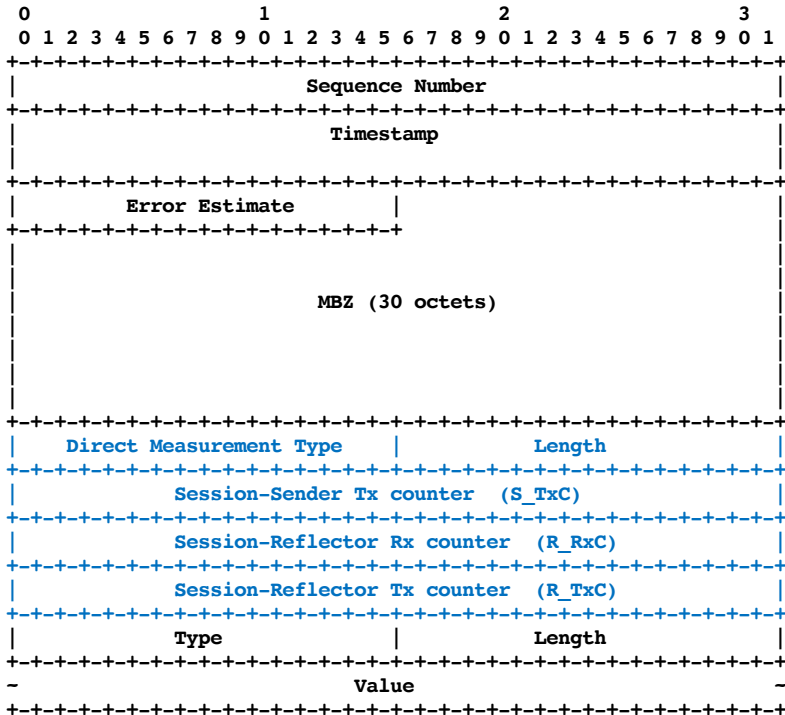 0                   1                   2                   3
 0 1 2 3 4 5 6 7 8 9 0 1 2 3 4 5 6 7 8 9 0 1 2 3 4 5 6 7 8 9 0 1
+-+-+-+-+-+-+-+-+-+-+-+-+-+-+-+-+-+-+-+-+-+-+-+-+-+-+-+-+-+-+-+-+
|                        Sequence Number                        |
+-+-+-+-+-+-+-+-+-+-+-+-+-+-+-+-+-+-+-+-+-+-+-+-+-+-+-+-+-+-+-+-+
|                          Timestamp                            |
|                                                               |
+-+-+-+-+-+-+-+-+-+-+-+-+-+-+-+-+-+-+-+-+-+-+-+-+-+-+-+-+-+-+-+-+
|         Error Estimate        |                               |
+-+-+-+-+-+-+-+-+-+-+-+-+-+-+-+-+                               |
|                                                               |
|                                                               |
|                         MBZ (30 octets)                       |
|                                                               |
|                                                               |
|                                                               |
|                                                               |
+-+-+-+-+-+-+-+-+-+-+-+-+-+-+-+-+-+-+-+-+-+-+-+-+-+-+-+-+-+-+-+-+
|    Direct Measurement Type    |           Length              |
+-+-+-+-+-+-+-+-+-+-+-+-+-+-+-+-+-+-+-+-+-+-+-+-+-+-+-+-+-+-+-+-+
|             Session-Sender Tx counter  (S_TxC)                |
+-+-+-+-+-+-+-+-+-+-+-+-+-+-+-+-+-+-+-+-+-+-+-+-+-+-+-+-+-+-+-+-+
|             Session-Reflector Rx counter  (R_RxC)             |
+-+-+-+-+-+-+-+-+-+-+-+-+-+-+-+-+-+-+-+-+-+-+-+-+-+-+-+-+-+-+-+-+
|             Session-Reflector Tx counter  (R_TxC)             |
+-+-+-+-+-+-+-+-+-+-+-+-+-+-+-+-+-+-+-+-+-+-+-+-+-+-+-+-+-+-+-+-+
|             Type              |           Length              |
+-+-+-+-+-+-+-+-+-+-+-+-+-+-+-+-+-+-+-+-+-+-+-+-+-+-+-+-+-+-+-+-+
~                            Value                              ~
+-+-+-+-+-+-+-+-+-+-+-+-+-+-+-+-+-+-+-+-+-+-+-+-+-+-+-+-+-+-+-+-+